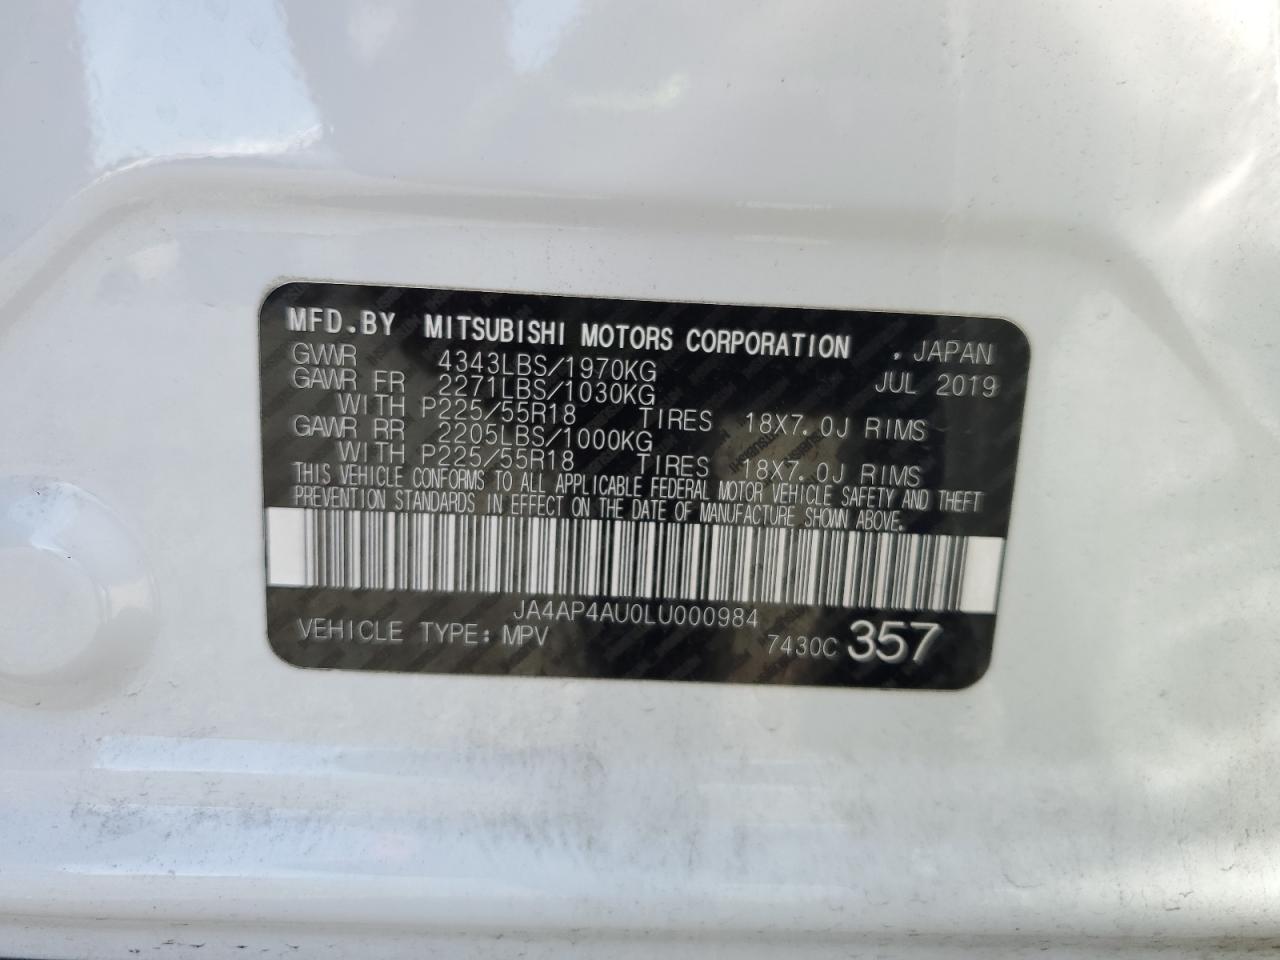 MFD.BY MITSUBISHI MOTORS CORPORATION . JAPAN
GVWR 4343LBS/1970KG JUL 2019
GAWR FR 2271LBS/1030KG
WITH P225/55R18 TIRES 18X7.0J RIMS
GAWR RR 2205LBS/1000KG
WITH P225/55R18 TIRES 18X7.0J RIMS
THIS VEHICLE CONFORMS TO ALL APPLICABLE FEDERAL MOTOR VEHICLE SAFETY AND THEFT
PREVENTION STANDARDS IN EFFECT ON THE DATE OF MANUFACTURE SHOWN ABOVE.
JA4AP4AU0LU000984
VEHICLE TYPE: MPV 7430C 357